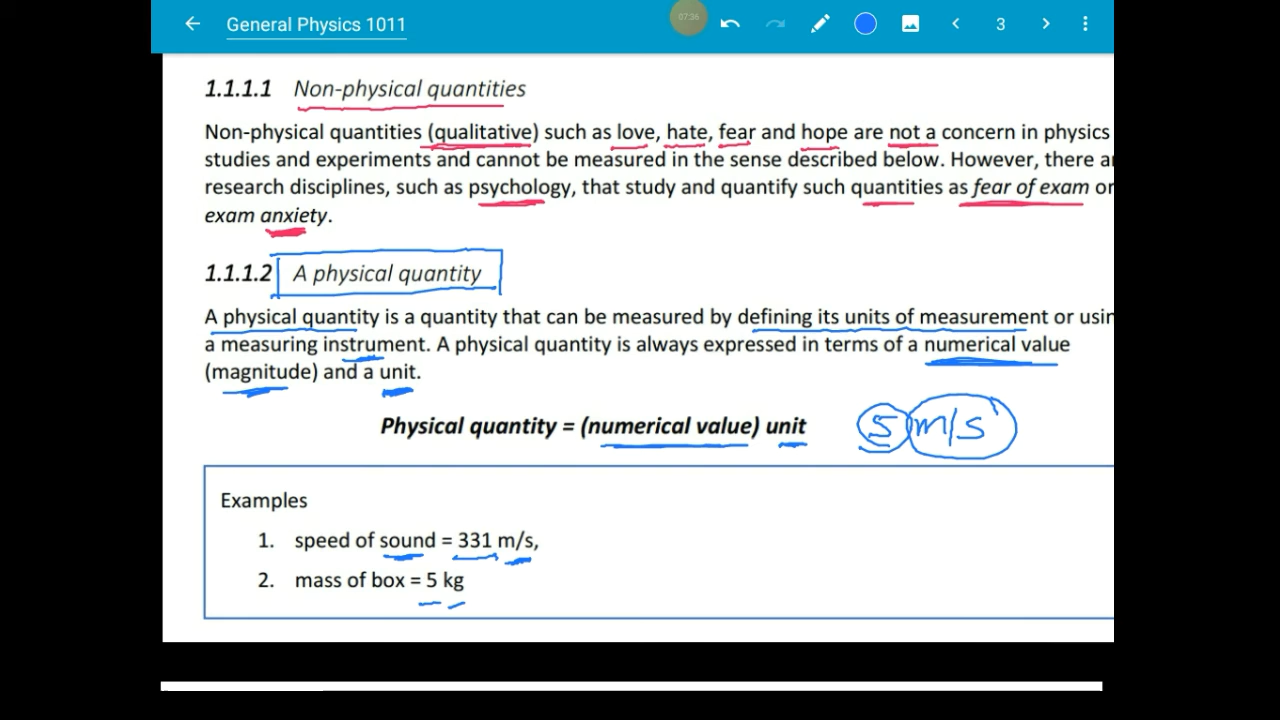 General Physics 1011
07:36
3
1.1.1.1 Non-physical quantities
Non-physical quantities (qualitative) such as love, hate, fear and hope are not a concern in physics
studies and experiments and cannot be measured in the sense described below. However, there
research disciplines, such as psychology, that study and quantify such quantities as fear of exam or
exam anxiety.
1.1.1.2 A physical quantity
A physical quantity is a quantity that can be measured by defining its units of measurement or
a measuring instrument. A physical quantity is always expressed in terms of a numerical value
(magnitude) and a unit.
Physical quantity = (numerical value) unit 5 m/s
Examples
1. speed of sound = 331 m/s,
2. mass of box = 5 kg